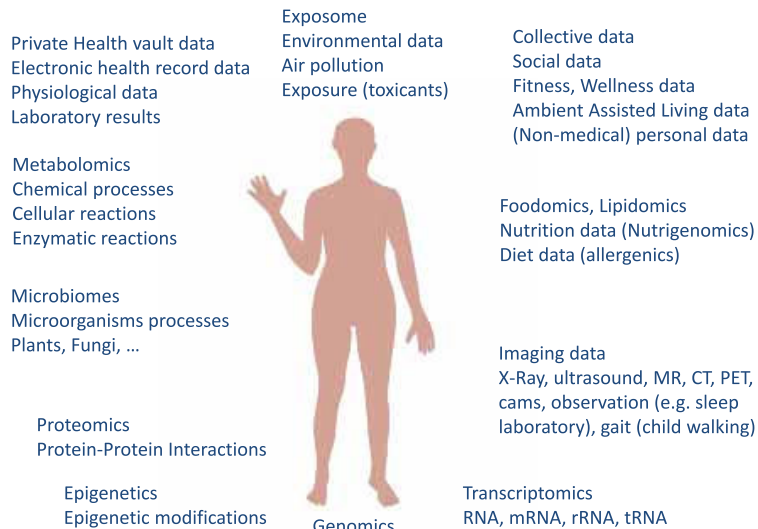 Exposome
Environmental data
Air pollution
Exposure (toxicants)
Private Health vault data
Electronic health record data
Physiological data
Laboratory results
Collective data
Social data
Fitness, Wellness data
Ambient Assisted Living data
(Non-medical) personal data
Metabolomics
Chemical processes
Cellular reactions
Enzymatic reactions
Foodomics, Lipidomics
Nutrition data (Nutrigenomics)
Diet data (allergenics)
Microbiomes
Microorganisms processes
Plants, Fungi, …
Imaging data
X-Ray, ultrasound, MR, CT, PET,
cams, observation (e.g. sleep
laboratory), gait (child walking)
Proteomics
Protein-Protein Interactions
Epigenetics
Epigenetic modifications
Genomics
Transcriptomics
RNA, mRNA, rRNA, tRNA